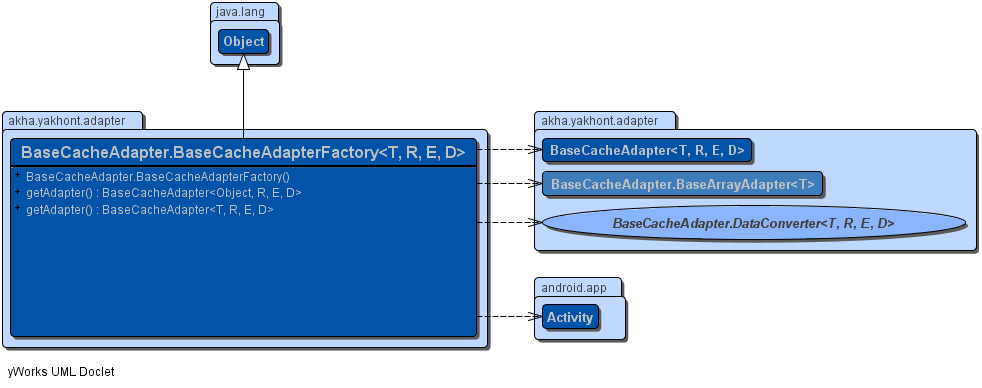 java.lang
Object
akha.yakhont.adapter
BaseCacheAdapter.BaseCacheAdapterFactory<T, R, E, D>
+ BaseCacheAdapter.BaseCacheAdapterFactory()
+ getAdapter() : BaseCacheAdapter<Object, R, E, D>
+ getAdapter() : BaseCacheAdapter<T, R, E, D>
akha.yakhont.adapter
BaseCacheAdapter<T, R, E, D>
BaseCacheAdapter.BaseArrayAdapter<T>
BaseCacheAdapter.DataConverter<T, R, E, D>
android.app
Activity
yWorks UML Doclet